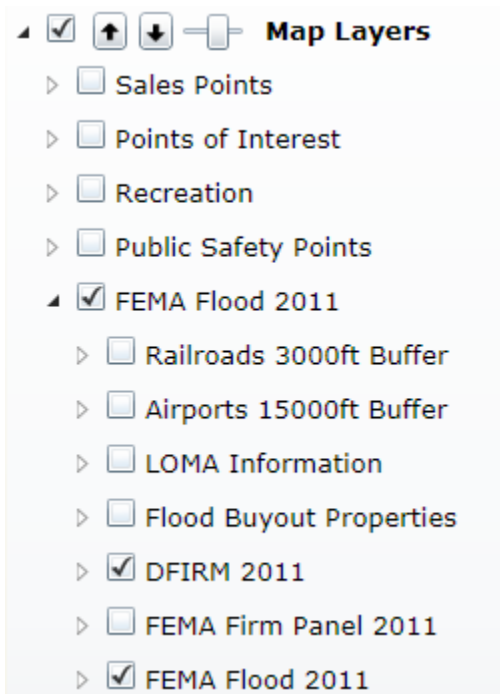 Map Layers
Sales Points
Points of Interest
Recreation
Public Safety Points
FEMA Flood 2011
Railroads 3000ft Buffer
Airports 15000ft Buffer
LOMA Information
Flood Buyout Properties
DFIRM 2011
FEMA Firm Panel 2011
FEMA Flood 2011